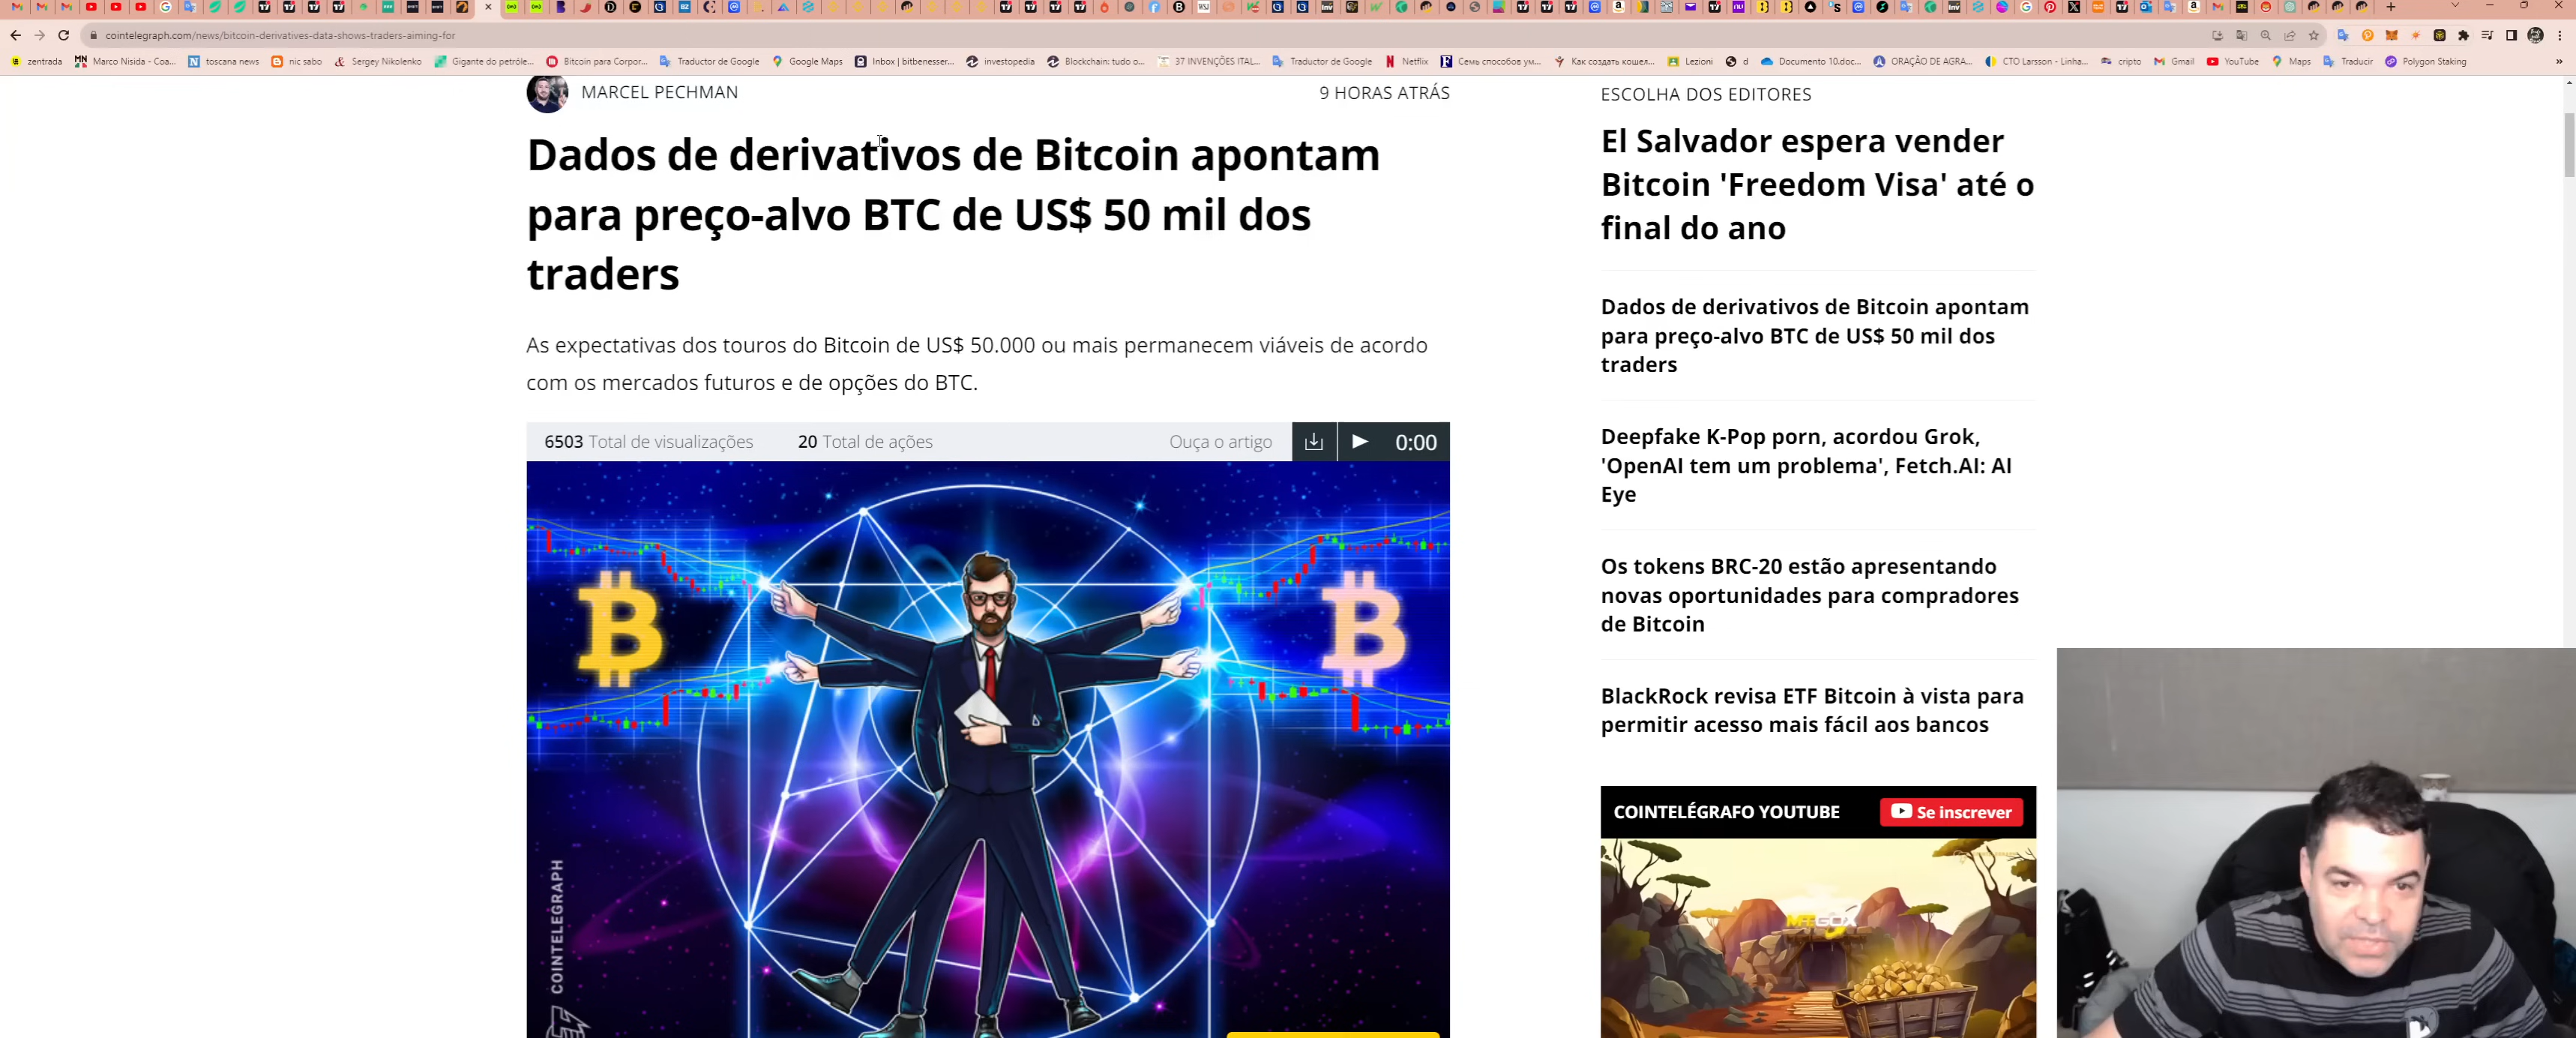 cointelegraph.com/news/bitcoin-derivatives-data-shows-traders-aiming-for
zentrada
Marco Nisida - Coa...
toscana news
nic sabo
Sergey Nikolenko
Gigante do petróle...
Bitcoin para Corpor...
Traductor de Google
Google Maps
Inbox | bitbenesser...
investopedia
Blockchain: tudo o...
37 INVENÇÕES ITAL...
Traductor de Google
Netflix
Семь способов ум...
Как создать кошел...
Lezioni
d
Documento 10.doc...
ORAÇÃO DE AGRA...
CTO Larsson - Linha...
cripto
Gmail
YouTube
Maps
Traducir
Polygon Staking
»
MARCEL PECHMAN
9 HORAS ATRÁS
Dados de derivativos de Bitcoin apontam
para preço-alvo BTC de US$ 50 mil dos
traders
As expectativas dos touros do Bitcoin de US$ 50.000 ou mais permanecem viáveis de acordo
com os mercados futuros e de opções do BTC.
6503 Total de visualizações
20 Total de ações
Ouça o artigo
0:00
COINTELEGRAPH
ESCOLHA DOS EDITORES
El Salvador espera vender
Bitcoin 'Freedom Visa' até o
final do ano
Dados de derivativos de Bitcoin apontam
para preço-alvo BTC de US$ 50 mil dos
traders
Deepfake K-Pop porn, acordou Grok,
'OpenAI tem um problema', Fetch.AI: AI
Eye
Os tokens BRC-20 estão apresentando
novas oportunidades para compradores
de Bitcoin
BlackRock revisa ETF Bitcoin à vista para
permitir acesso mais fácil aos bancos
COINTELÉGRAFO YOUTUBE
Se inscrever
MT.GOX